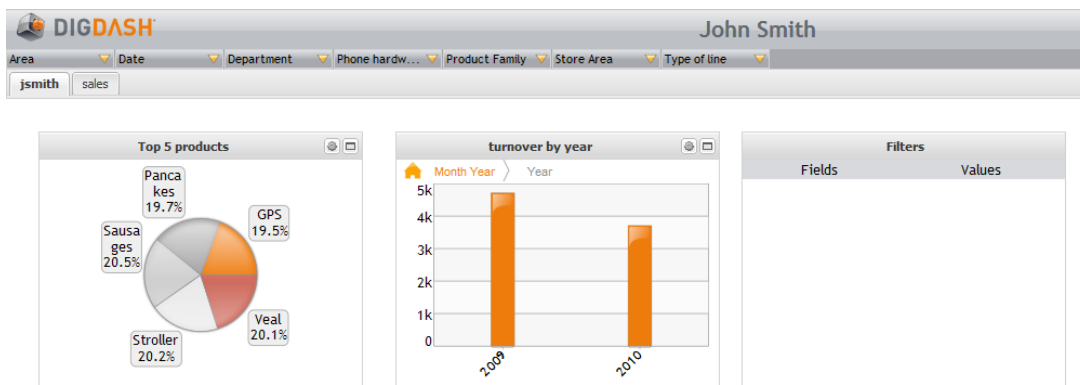 DIGDASH
John Smith
Area Date Department Phone hardw... Product Family Store Area Type of line
jsmith sales
Top 5 products
Panca
kes
19.7%
GPS
19.5%
Sausa
ges
20.5%
Veal
20.1%
Stroller
20.2%
turnover by year
Month Year Year
5k
4k
3k
2k
1k
0
2009 2010
Filters
Fields Values